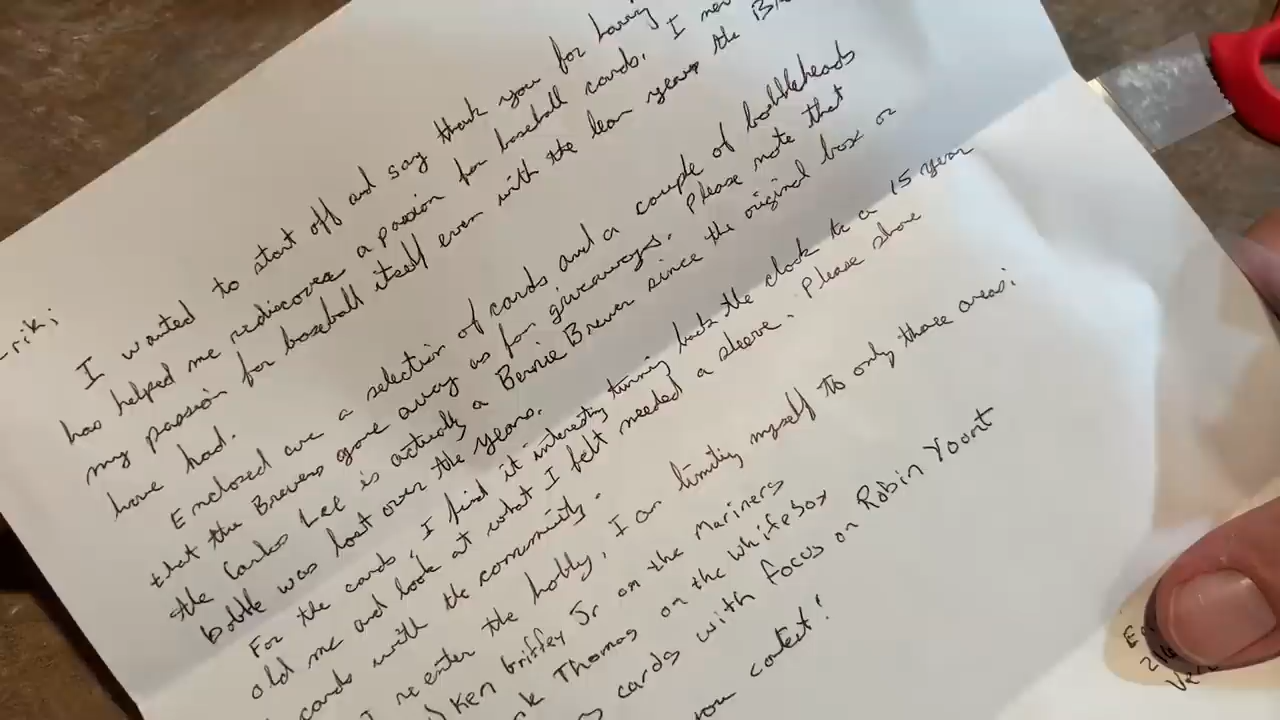 -rik;
I wanted to start off and say thank you for having
has helped me rediscover a passion for baseball cards. I
my passion for baseball itself even with the lean years the
have had.
Enclosed are a selection of cards and a couple of bobbleheads
that the Brewers gave away as for giveaways. Please note that
the Carlos Lee is actually a Bernie Brewer since the original box or
bobble was lost over the years.
For the cards, I find it interesting turning back the clock to a 15 year
old me and look at what I felt needed a sleeve. Please share
cards with the community.
I re enter the hobby, I am limiting myself to only those areas:
Ken Griffey Jr on the Mariners
Thomas on the Whitesox
cards with focus on Robin Yount
your contest!